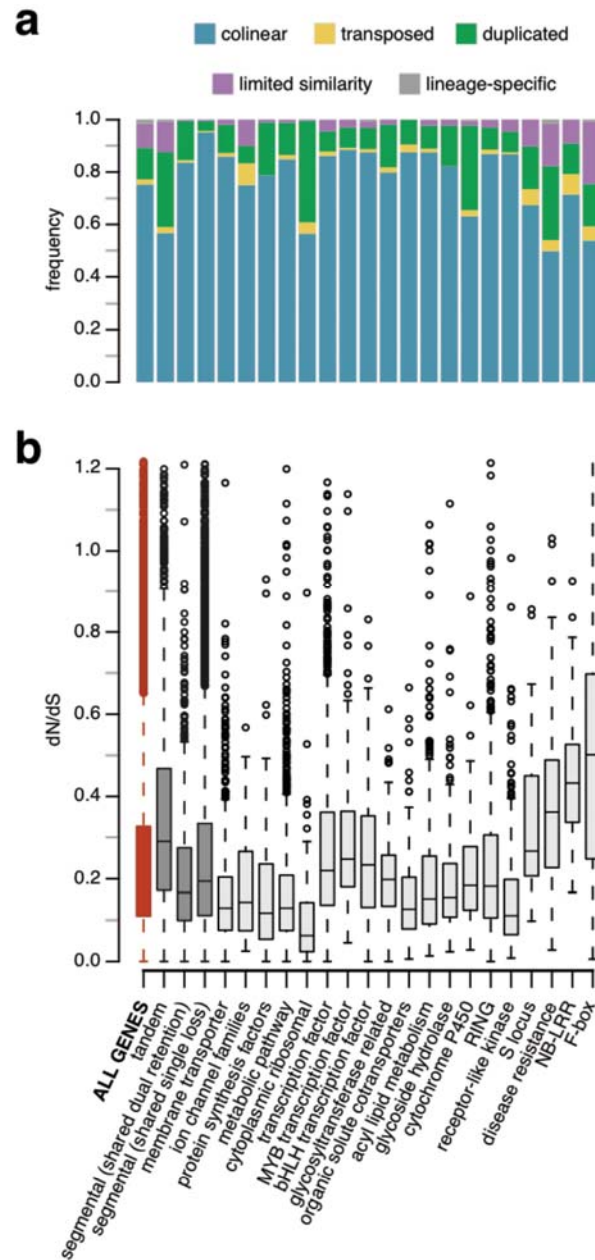 a
colinear transposed duplicated
limited similarity lineage-specific
1.0
0.8
0.6
0.4
0.2
0.0
frequency
b
1.2
1.0
0.8
0.6
0.4
0.2
0.0
dN/dS
ALL GENES
tandem
segmental (shared dual retention)
segmental (shared single loss)
membrane transporter
ion channel families
protein synthesis factors
metabolic pathway
cytoplasmic ribosomal
transcription factor
MYB transcription factor
bHLH transcription factor
glycosyltransferase related
organic solute cotransporters
acyl lipid metabolism
glycoside hydrolase
cytochrome P450
RING
receptor-like kinase
S locus
disease resistance
NB-LRR
F-box